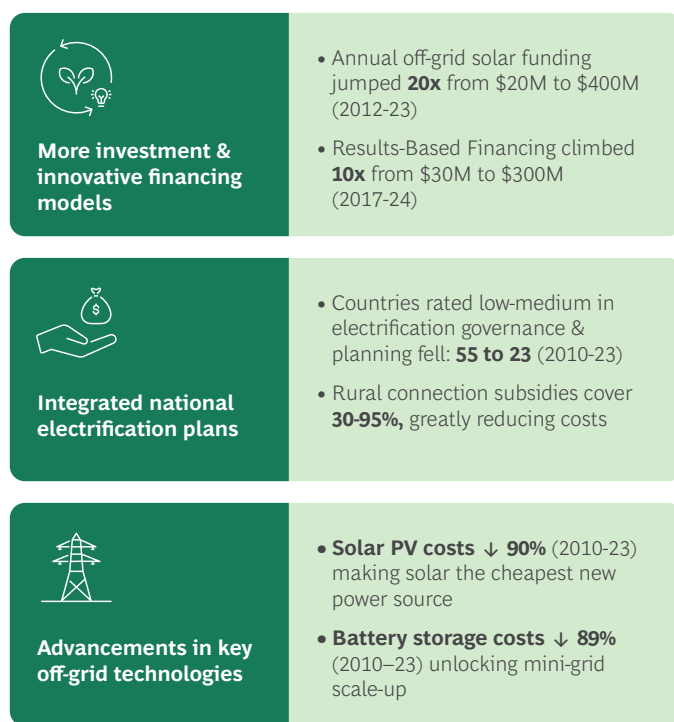 More investment &
innovative financing
models
• Annual off-grid solar funding
jumped 20x from $20M to $400M
(2012-23)
• Results-Based Financing climbed
10x from $30M to $300M
(2017-24)
$
Integrated national
electrification plans
• Countries rated low-medium in
electrification governance &
planning fell: 55 to 23 (2010-23)
• Rural connection subsidies cover
30-95%, greatly reducing costs
Advancements in key
off-grid technologies
• Solar PV costs ↓ 90% (2010-23)
making solar the cheapest new
power source
• Battery storage costs ↓ 89%
(2010–23) unlocking mini-grid
scale-up